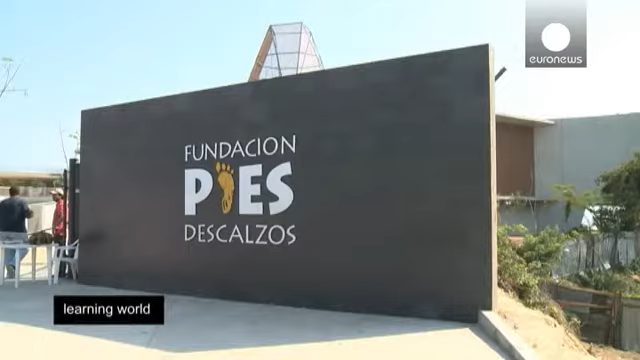 euronews
FUNDACION
PIES
DESCALZOS
learning world